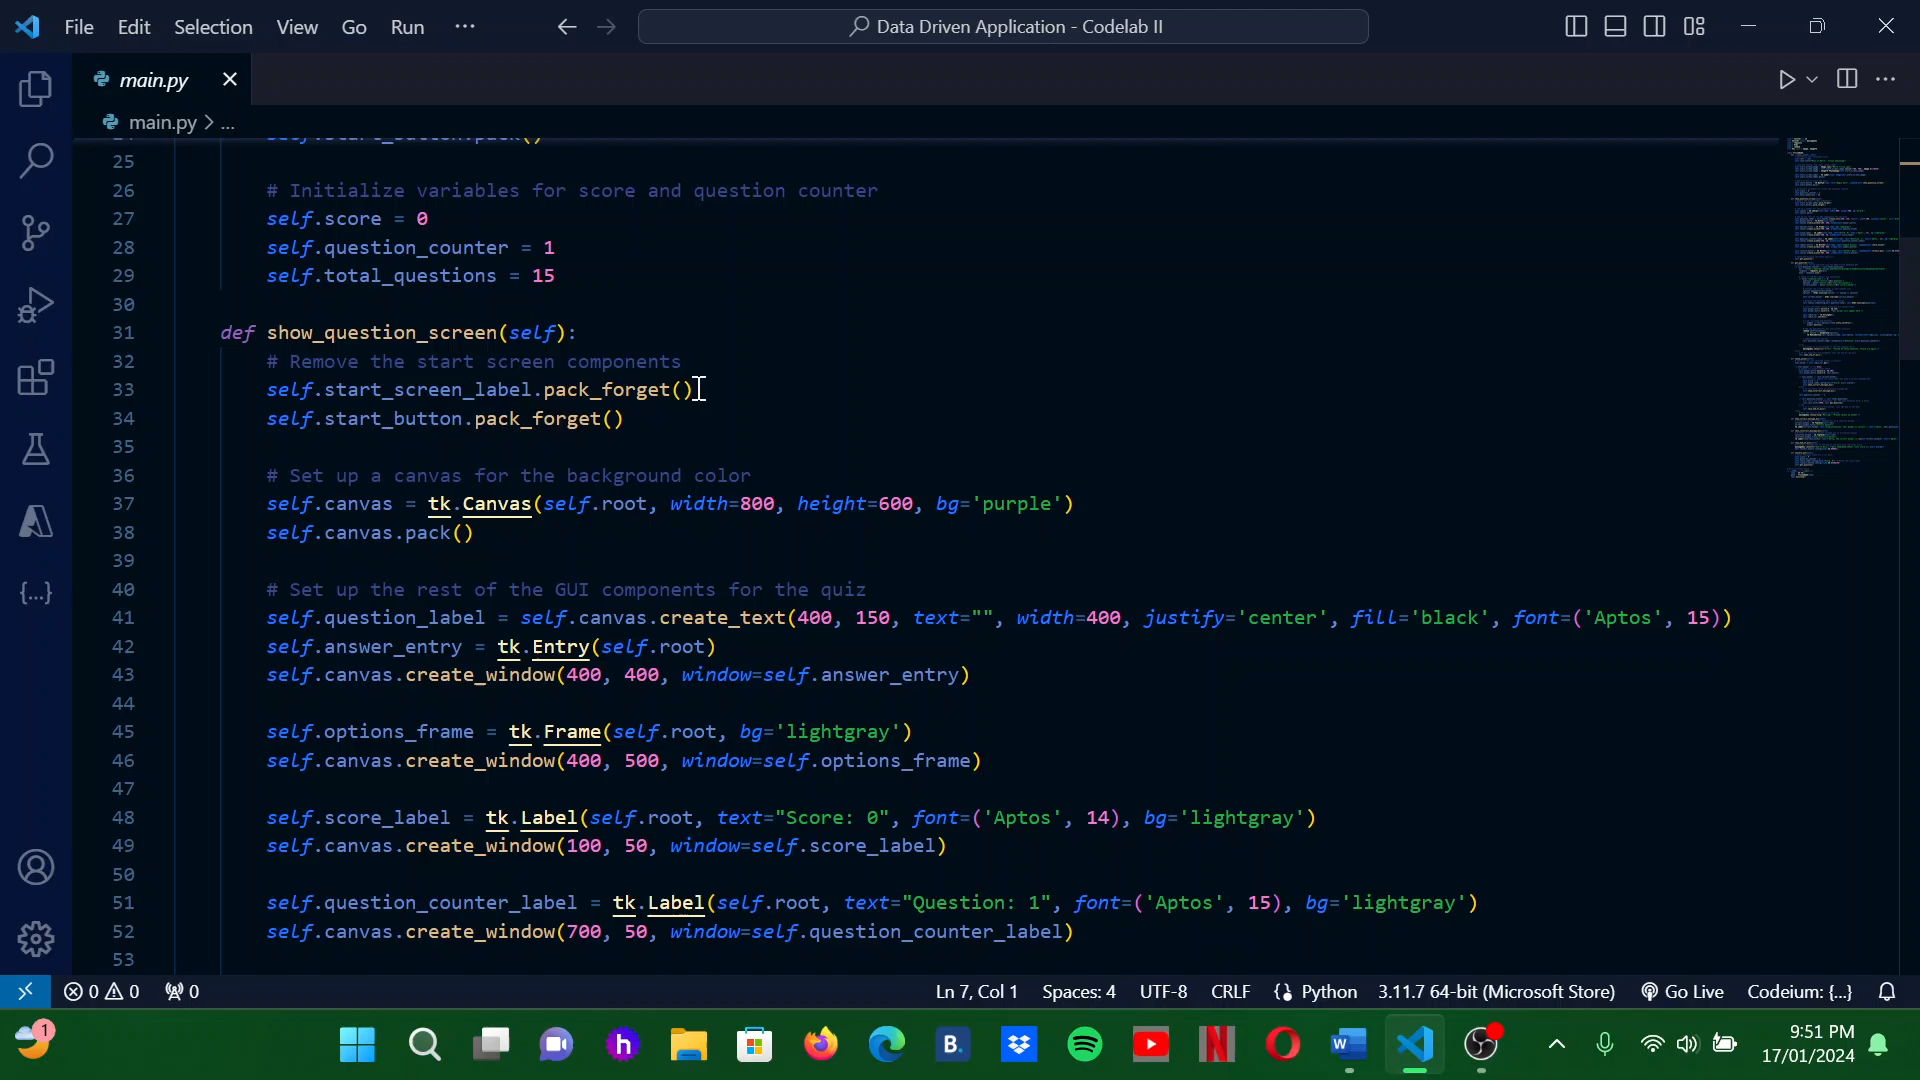 File Edit Selection View Go Run ···
Data Driven Application - Codelab II
main.py
main.py > ...
25
26 # Initialize variables for score and question counter
27 self.score = 0
28 self.question_counter = 1
29 self.total_questions = 15
30
31 def show_question_screen(self):
32 # Remove the start screen components
33 self.start_screen_label.pack_forget()
34 self.start_button.pack_forget()
35
36 # Set up a canvas for the background color
37 self.canvas = tk.Canvas(self.root, width=800, height=600, bg='purple')
38 self.canvas.pack()
39
40 # Set up the rest of the GUI components for the quiz
41 self.question_label = self.canvas.create_text(400, 150, text="", width=400, justify='center', fill='black', font=('Aptos', 15))
42 self.answer_entry = tk.Entry(self.root)
43 self.canvas.create_window(400, 400, window=self.answer_entry)
44
45 self.options_frame = tk.Frame(self.root, bg='lightgray')
46 self.canvas.create_window(400, 500, window=self.options_frame)
47
48 self.score_label = tk.Label(self.root, text="Score: 0", font=('Aptos', 14), bg='lightgray')
49 self.canvas.create_window(100, 50, window=self.score_label)
50
51 self.question_counter_label = tk.Label(self.root, text="Question: 1", font=('Aptos', 15), bg='lightgray')
52 self.canvas.create_window(700, 50, window=self.question_counter_label)
53
0 0 0 Ln 7, Col 1 Spaces: 4 UTF-8 CRLF Python 3.11.7 64-bit (Microsoft Store) Go Live Codeium: {...}
1 h B. N W 9:51 PM
17/01/2024